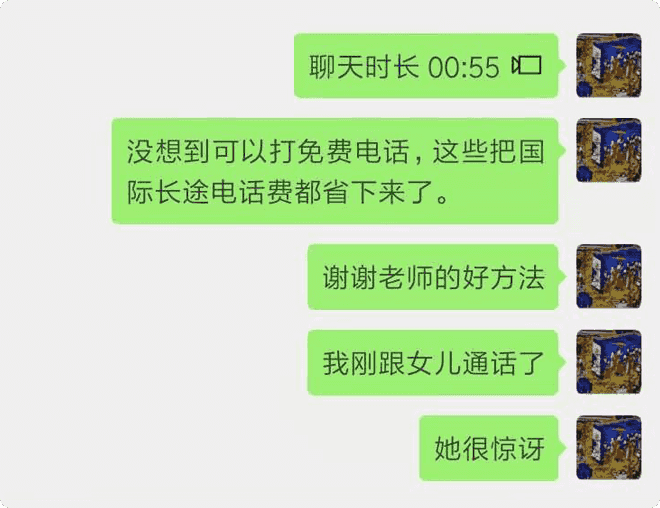 聊天时长 00:55
没想到可以打免费电话，这些把国
际长途电话费都省下来了。
谢谢老师的好方法
我刚跟女儿通话了
她很惊讶